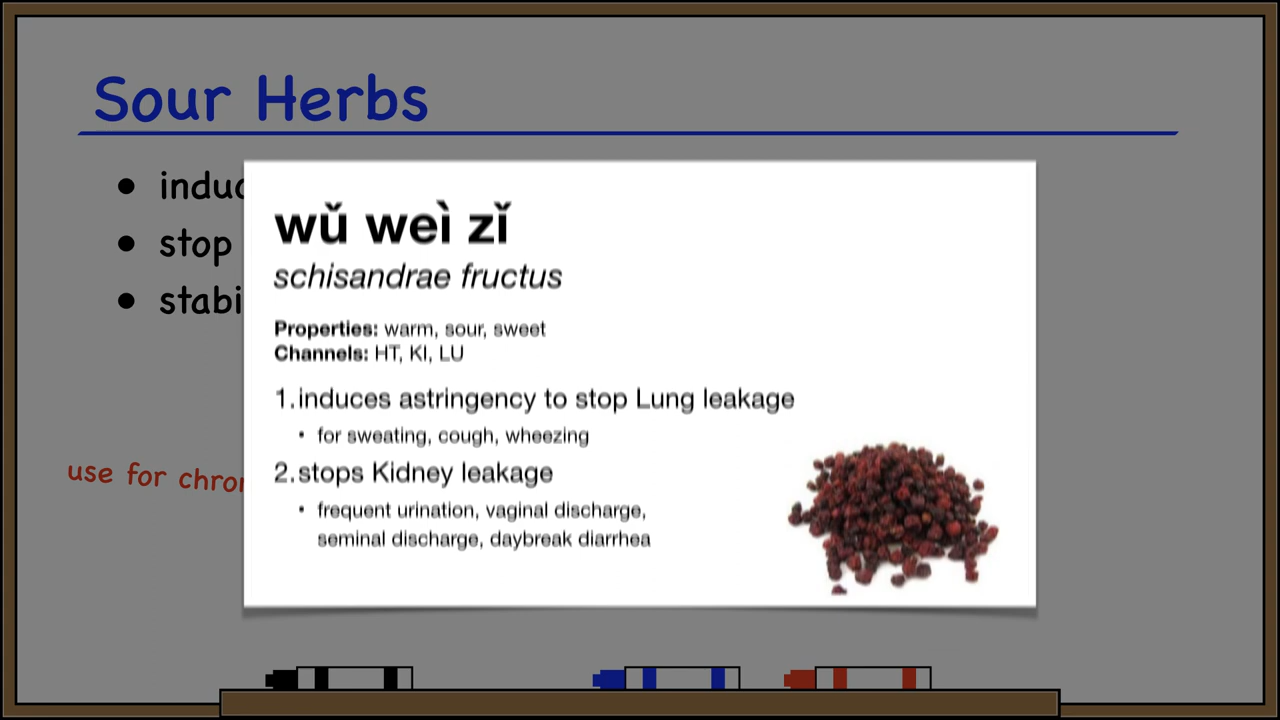 Sour Herbs
• induc
• stop
• stabi
use for chron
wǔ weì zǐ
schisandrae fructus
Properties: warm, sour, sweet
Channels: HT, KI, LU
1. induces astringency to stop Lung leakage
• for sweating, cough, wheezing
2. stops Kidney leakage
• frequent urination, vaginal discharge,
seminal discharge, daybreak diarrhea